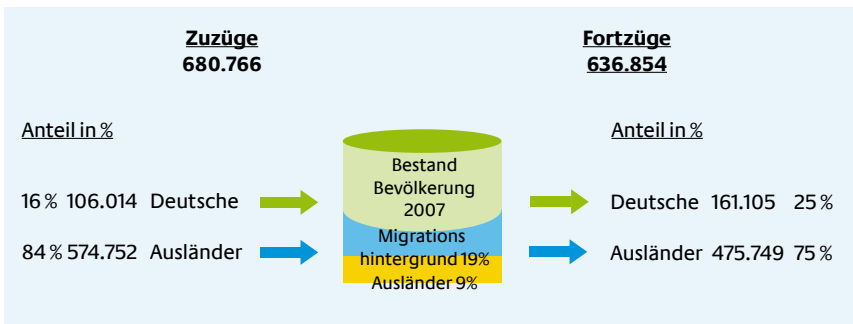 Zuzüge
680.766
Fortzüge
636.854
Anteil in %
Anteil in %
16 % 106.014 Deutsche
84 % 574.752 Ausländer
Bestand
Bevölkerung
2007
Migrations
hintergrund 19%
Ausländer 9%
Deutsche 161.105 25 %
Ausländer 475.749 75 %